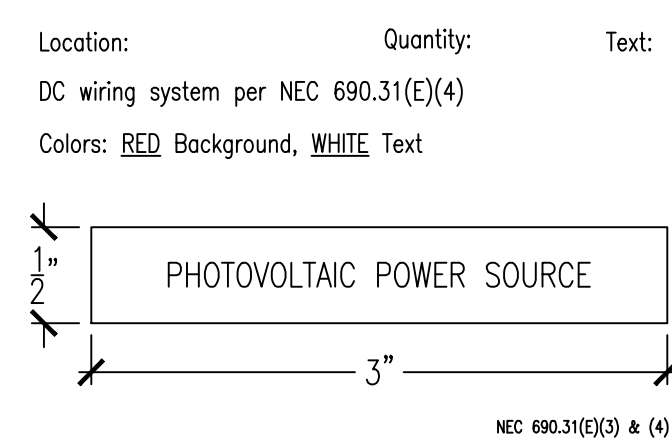 Location: Quantity: Text:
DC wiring system per NEC 690.31(E)(4)
Colors: RED Background, WHITE Text
1/2"
PHOTOVOLTAIC POWER SOURCE
3"
NEC 690.31(E)(3) & (4)